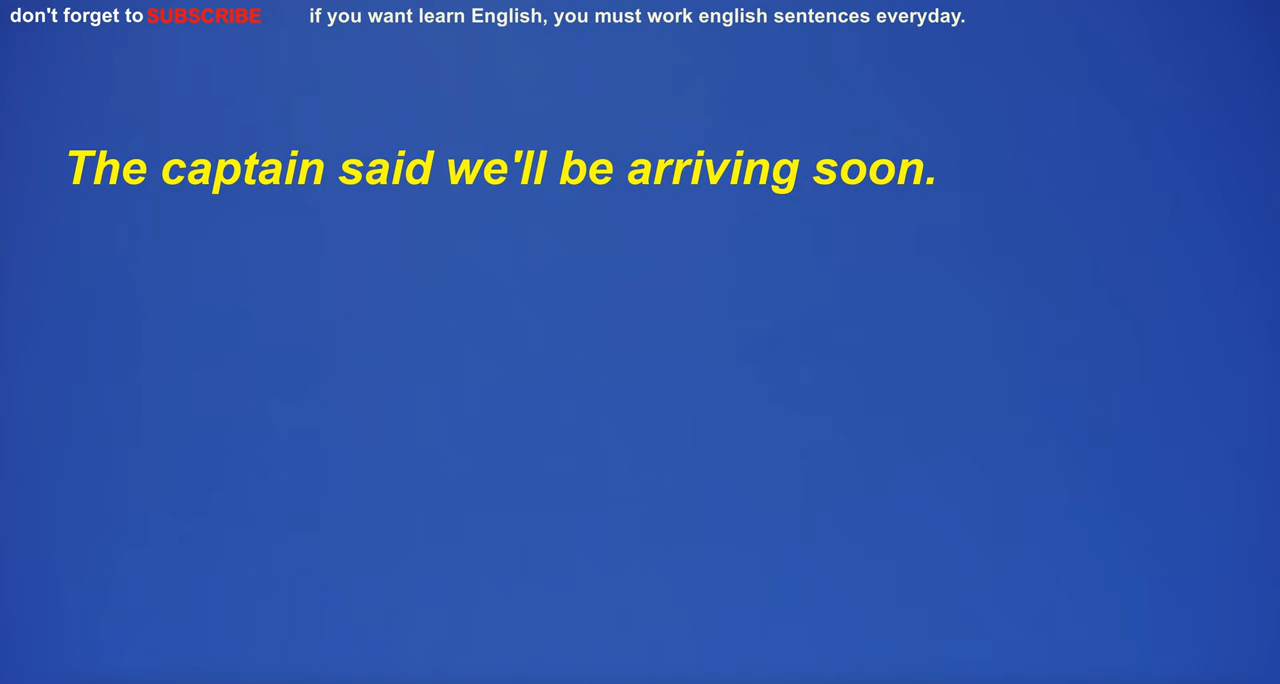 don't forget to SUBSCRIBE if you want learn English, you must work english sentences everyday.
The captain said we'll be arriving soon.